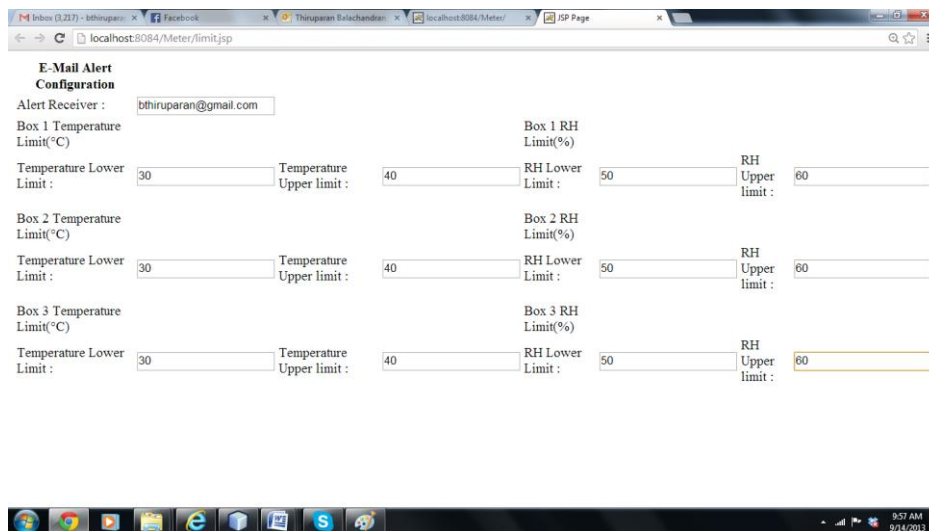 Inbox (3,217) - bthiruparan
Facebook
Thiruparan Balachandran
localhost:8084/Meter/
JSP Page
localhost:8084/Meter/limit.jsp
E-Mail Alert
Configuration
Alert Receiver : bthiruparan@gmail.com
Box 1 Temperature
Limit(°C)
Box 1 RH
Limit(%)
Temperature Lower
Limit :
30
Temperature
Upper limit :
40
RH Lower
Limit :
50
RH
Upper
limit :
60
Box 2 Temperature
Limit(°C)
Box 2 RH
Limit(%)
Temperature Lower
Limit :
30
Temperature
Upper limit :
40
RH Lower
Limit :
50
RH
Upper
limit :
60
Box 3 Temperature
Limit(°C)
Box 3 RH
Limit(%)
Temperature Lower
Limit :
30
Temperature
Upper limit :
40
RH Lower
Limit :
50
RH
Upper
limit :
60
9:57 AM
9/14/2013